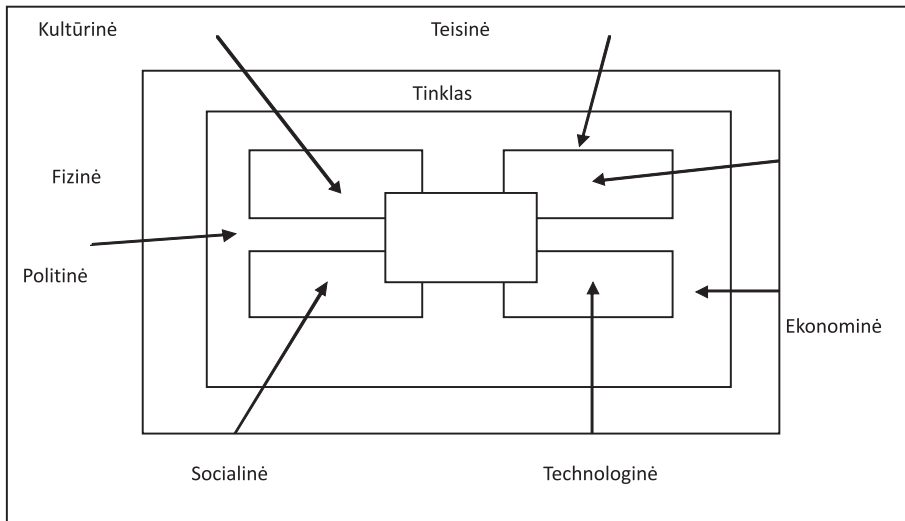 Kultūrinė
Teisinė
Tinklas
Fizinė
Politinė
Ekonominė
Socialinė
Technologinė